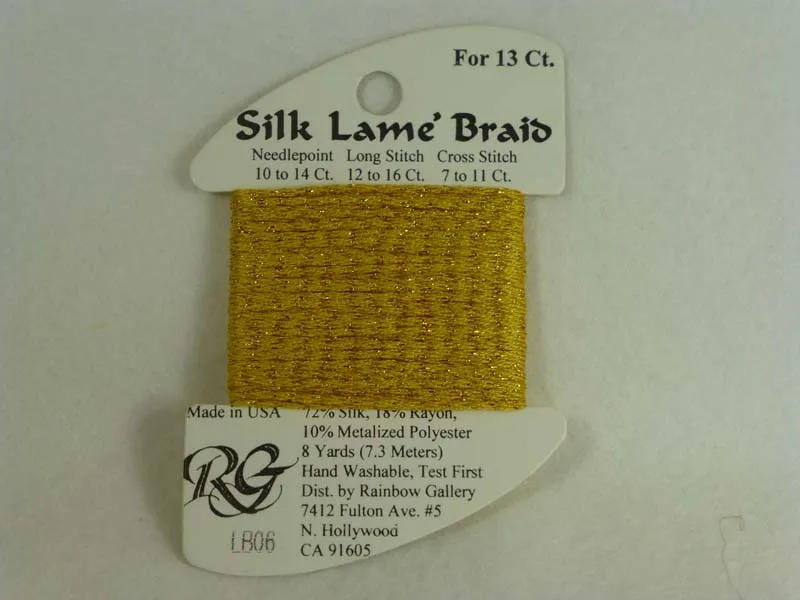 For 13 Ct.
Silk Lamé Braid
Needlepoint Long Stitch Cross Stitch
10 to 14 Ct. 12 to 16 Ct. 7 to 11 Ct.
Made in USA
72% Silk, 18% Rayon,
10% Metalized Polyester
8 Yards (7.3 Meters)
Hand Washable, Test First
Dist. by Rainbow Gallery
7412 Fulton Ave. #5
N. Hollywood
CA 91605
RG
LB06